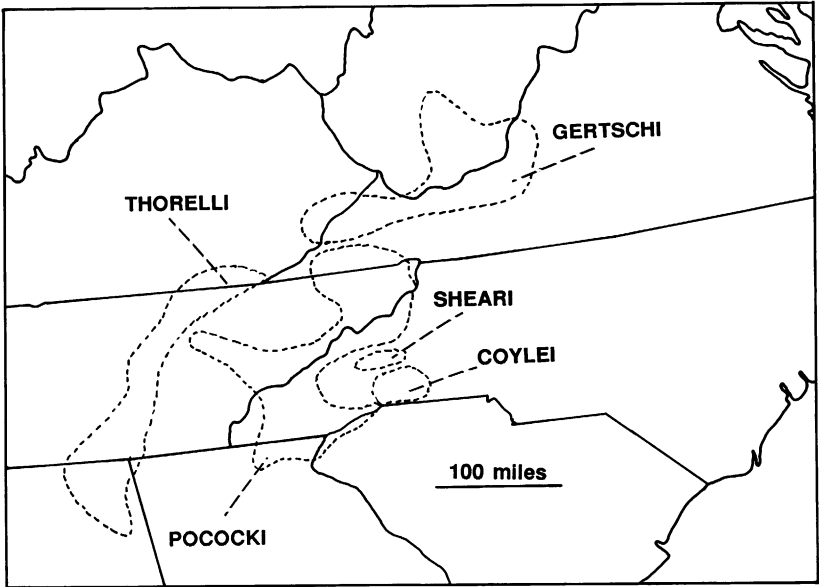 GERTSCHI
THORELLI
SHEARI
COYLEI
100 miles
POCOCKI